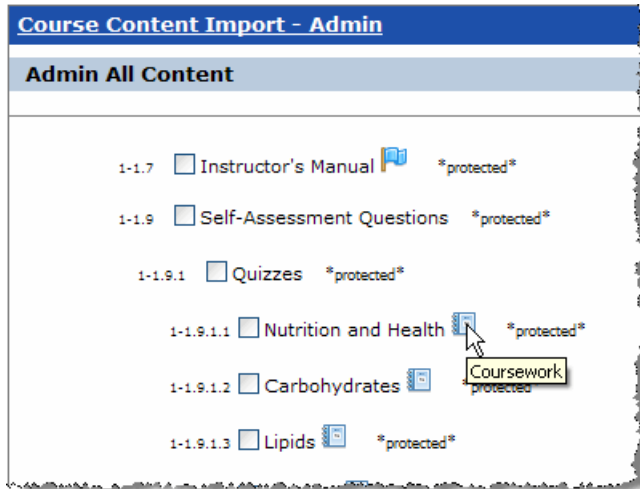 Course Content Import - Admin
Admin All Content
1-1.7 Instructor's Manual *protected*
1-1.9 Self-Assessment Questions *protected*
1-1.9.1 Quizzes *protected*
1-1.9.1.1 Nutrition and Health *protected*
Coursework
1-1.9.1.2 Carbohydrates *protected*
1-1.9.1.3 Lipids *protected*